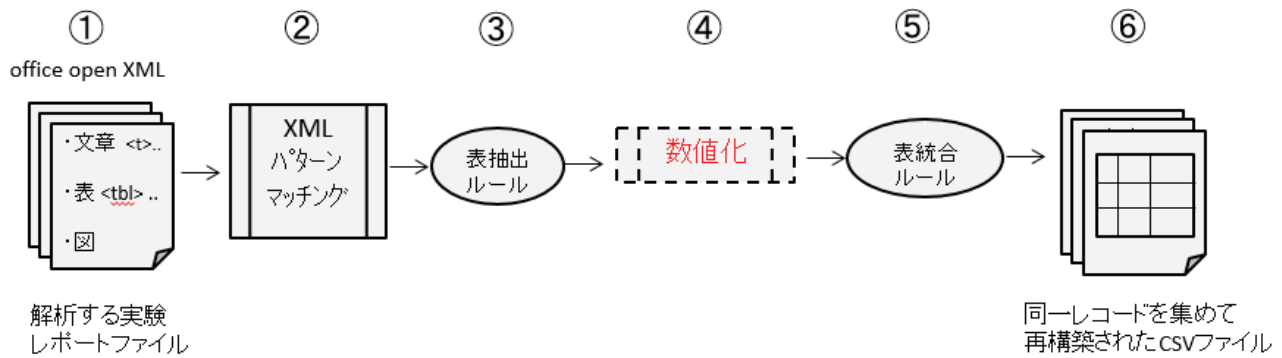 ① ② ③ ④ ⑤ ⑥
office open XML
・文章 <t>..
・表 <tbl> ..
・図
XML
パターン
マッチング
表抽出
ルール
数値化
表統合
ルール
解析する実験
レポートファイル
同一レコードを集めて
再構築されたCSVファイル